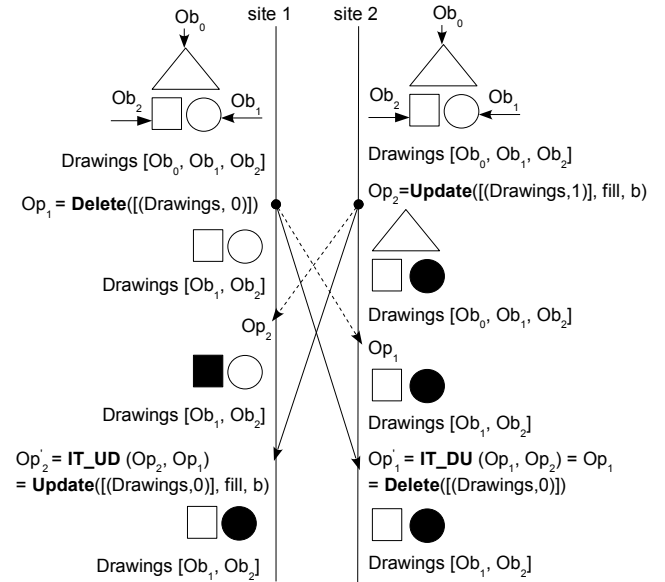 site 1 site 2
Ob₀
Ob₀
Ob₂ Ob₁
Ob₂ Ob₁
Drawings [Ob₀, Ob₁, Ob₂]
Drawings [Ob₀, Ob₁, Ob₂]
Op₁ = Delete([(Drawings, 0)])
Op₂=Update([(Drawings,1)], fill, b)
Drawings [Ob₁, Ob₂]
Drawings [Ob₀, Ob₁, Ob₂]
Op₂
Op₁
Drawings [Ob₁, Ob₂]
Drawings [Ob₁, Ob₂]
Op'₂ = IT_UD (Op₂, Op₁)
= Update([(Drawings,0)], fill, b)
Op'₁ = IT_DU (Op₁, Op₂) = Op₁
= Delete([(Drawings,0)])
Drawings [Ob₁, Ob₂]
Drawings [Ob₁, Ob₂]